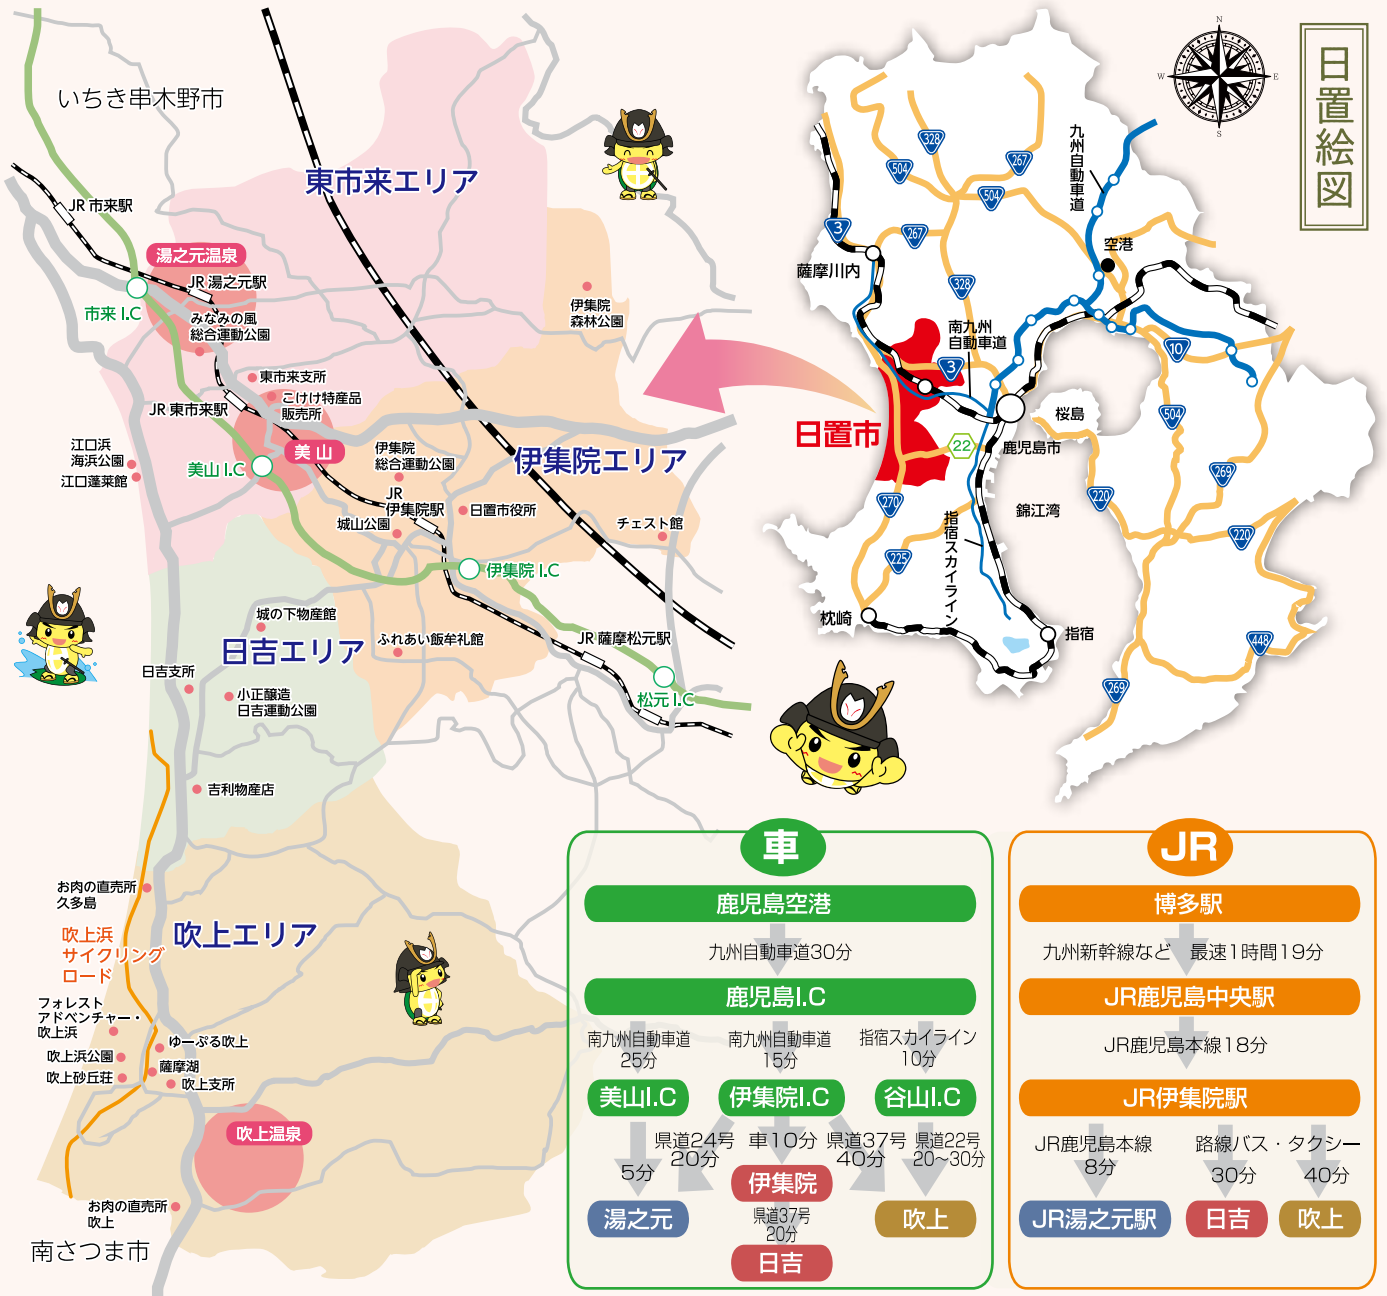 日置絵図
N
W
E
S
いちき串木野市
東市来エリア
JR 市来駅
湯之元温泉
JR 湯之元駅
市来 I.C
みなみの風
総合運動公園
伊集院
森林公園
東市来支所
こけけ特産品
販売所
JR 東市来駅
江口浜
海浜公園
江口蓬莱館
美山 I.C
美 山
伊集院
総合運動公園
伊集院エリア
JR
伊集院駅
城山公園
日置市役所
チェスト館
伊集院 I.C
城の下物産館
日吉エリア
ふれあい飯牟礼館
JR 薩摩松元駅
日吉支所
小正醸造
日吉運動公園
松元 I.C
吉利物産店
お肉の直売所
久多島
吹上エリア
吹上浜
サイクリング
ロード
フォレスト
アドベンチャー・
吹上浜
ゆーぷる吹上
吹上浜公園
薩摩湖
吹上砂丘荘
吹上支所
吹上温泉
お肉の直売所
吹上
南さつま市
九州自動車道
328
504
267
504
3
267
空港
薩摩川内
328
南九州
自動車道
3
10
日置市
桜島
504
22
鹿児島市
269
270
220
錦江湾
指宿スカイライン
220
225
枕崎
指宿
448
269
車
鹿児島空港
九州自動車道30分
鹿児島I.C
南九州自動車道
25分
南九州自動車道
15分
指宿スカイライン
10分
美山I.C
伊集院I.C
谷山I.C
5分
県道24号
20分
車10分
県道37号
40分
県道22号
20～30分
伊集院
湯之元
県道37号
20分
吹上
日吉
JR
博多駅
九州新幹線など 最速1時間19分
JR鹿児島中央駅
JR鹿児島本線18分
JR伊集院駅
JR鹿児島本線
8分
路線バス・タクシー
30分
40分
JR湯之元駅
日吉
吹上